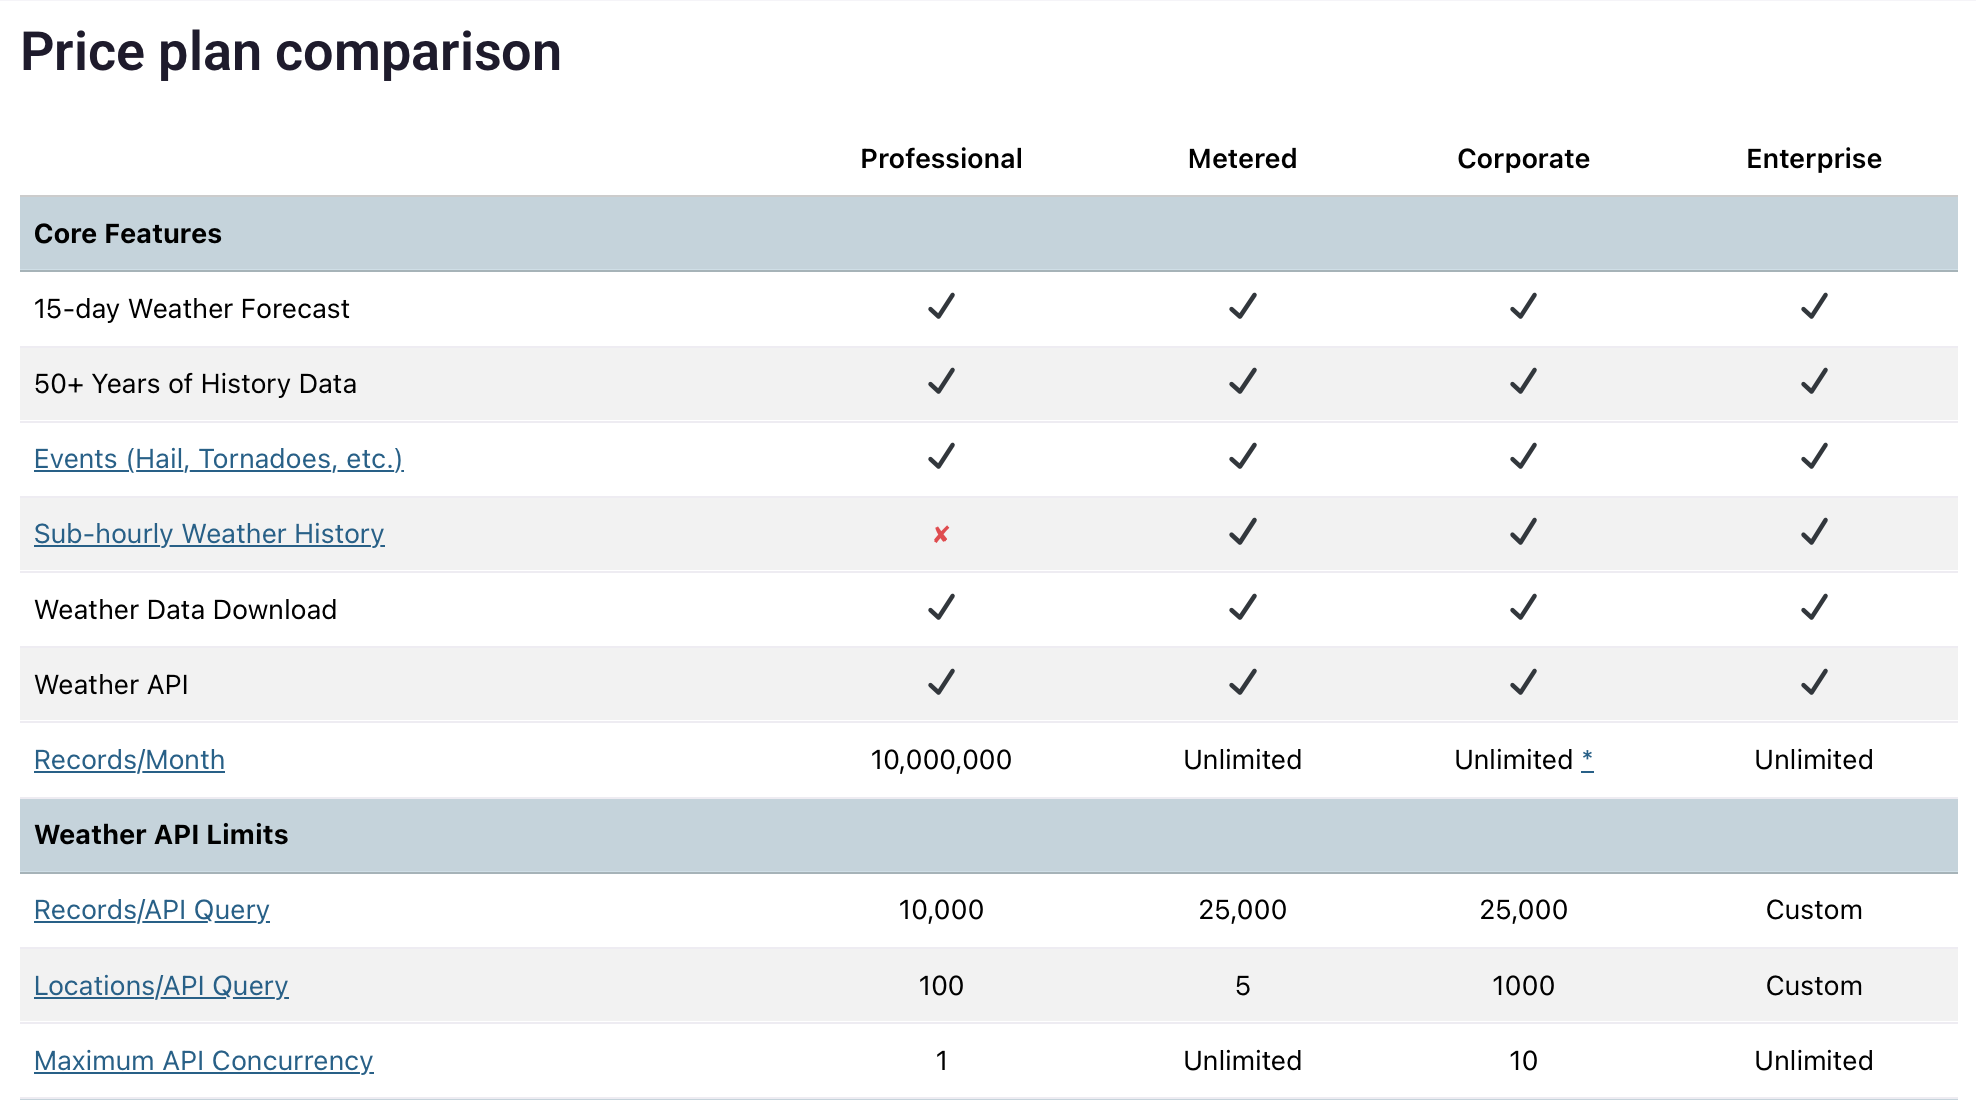 Price plan comparison
Professional Metered Corporate Enterprise
Core Features
15-day Weather Forecast ✓ ✓ ✓ ✓
50+ Years of History Data ✓ ✓ ✓ ✓
Events (Hail, Tornadoes, etc.) ✓ ✓ ✓ ✓
Sub-hourly Weather History ✘ ✓ ✓ ✓
Weather Data Download ✓ ✓ ✓ ✓
Weather API ✓ ✓ ✓ ✓
Records/Month 10,000,000 Unlimited Unlimited * Unlimited
Weather API Limits
Records/API Query 10,000 25,000 25,000 Custom
Locations/API Query 100 5 1000 Custom
Maximum API Concurrency 1 Unlimited 10 Unlimited